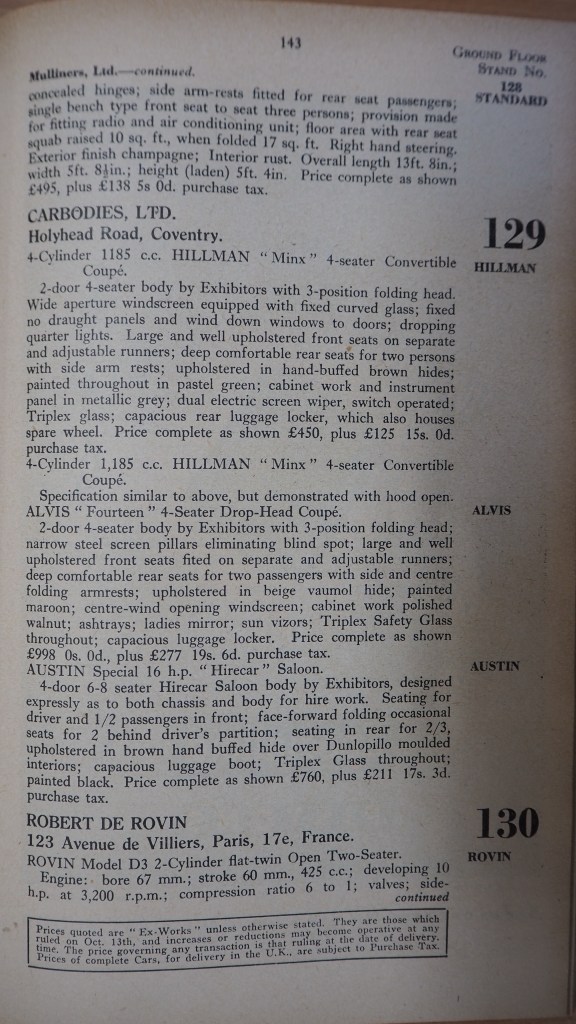 143
GROUND FLOOR
STAND NO.
128
STANDARD
Mulliners, Ltd.—continued.
concealed hinges; side arm-rests fitted for rear seat passengers;
single bench type front seat to seat three persons; provision made
for fitting radio and air conditioning unit; floor area with rear seat
squab raised 10 sq. ft., when folded 17 sq. ft. Right hand steering.
Exterior finish champagne; Interior rust. Overall length 13ft. 8in.;
width 5ft. 8½in.; height (laden) 5ft. 4in. Price complete as shown
£495, plus £138 5s 0d. purchase tax.
CARBODIES, LTD.
129
Holyhead Road, Coventry.
HILLMAN
4-Cylinder 1185 c.c. HILLMAN “Minx” 4-seater Convertible
Coupé.
2-door 4-seater body by Exhibitors with 3-position folding head.
Wide aperture windscreen equipped with fixed curved glass; fixed
no draught panels and wind down windows to doors; dropping
quarter lights. Large and well upholstered front seats on separate
and adjustable runners; deep comfortable rear seats for two persons
with side arm rests; upholstered in hand-buffed brown hides;
painted throughout in pastel green; cabinet work and instrument
panel in metallic grey; dual electric screen wiper, switch operated;
Triplex glass; capacious rear luggage locker, which also houses
spare wheel. Price complete as shown £450, plus £125 15s. 0d.
purchase tax.
4-Cylinder 1,185 c.c. HILLMAN “Minx” 4-seater Convertible
Coupé.
Specification similar to above, but demonstrated with hood open.
ALVIS “Fourteen” 4-Seater Drop-Head Coupé.
ALVIS
2-door 4-seater body by Exhibitors with 3-position folding head;
narrow steel screen pillars eliminating blind spot; large and well
upholstered front seats fited on separate and adjustable runners;
deep comfortable rear seats for two passengers with side and centre
folding armrests; upholstered in beige vaumol hide; painted
maroon; centre-wind opening windscreen; cabinet work polished
walnut; ashtrays; ladies mirror; sun vizors; Triplex Safety Glass
throughout; capacious luggage locker. Price complete as shown
£998 0s. 0d., plus £277 19s. 6d. purchase tax.
AUSTIN Special 16 h.p. “Hirecar” Saloon.
AUSTIN
4-door 6-8 seater Hirecar Saloon body by Exhibitors, designed
expressly as to both chassis and body for hire work. Seating for
driver and 1/2 passengers in front; face-forward folding occasional
seats for 2 behind driver's partition; seating in rear for 2/3,
upholstered in brown hand buffed hide over Dunlopillo moulded
interiors; capacious luggage boot; Triplex Glass throughout;
painted black. Price complete as shown £760, plus £211 17s. 3d.
purchase tax.
ROBERT DE ROVIN
130
123 Avenue de Villiers, Paris, 17e, France.
ROVIN
ROVIN Model D3 2-Cylinder flat-twin Open Two-Seater.
Engine: bore 67 mm.; stroke 60 mm., 425 c.c.; developing 10
h.p. at 3,200 r.p.m.; compression ratio 6 to 1; valves; side-
continued
Prices quoted are “Ex-Works” unless otherwise stated. They are those which
ruled on Oct. 13th, and increases or reductions may become operative at any
time. The price governing any transaction is that ruling at the date of delivery.
Prices of complete Cars, for delivery in the U.K., are subject to Purchase Tax.